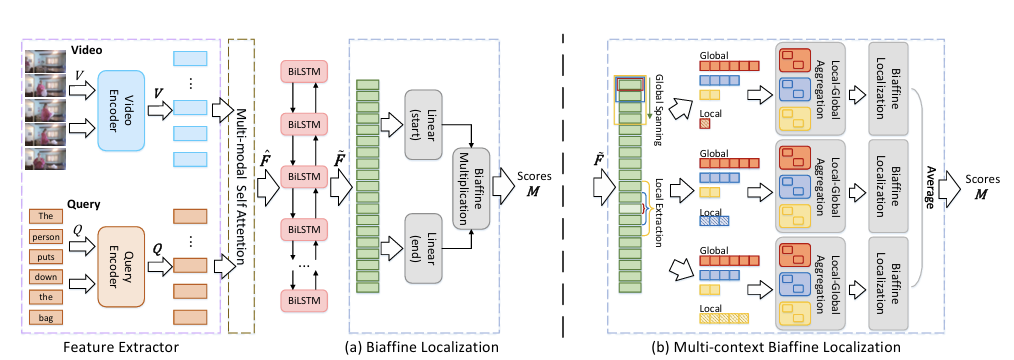 Video
V
Video
Encoder
V
Query
The
person
puts
down
the
bag
Q
Query
Encoder
Q
Multi-modal Self Attention
F̂
BiLSTM
BiLSTM
BiLSTM
BiLSTM
...
BiLSTM
F̃
Linear
(start)
Linear
(end)
Biaffine
Multiplication
Scores
M
Feature Extractor
(a) Biaffine Localization
F̃
Global Spanning
Local Extraction
Global
Local
Local-Global
Aggregation
Biaffine
Localization
Global
Local
Local-Global
Aggregation
Biaffine
Localization
Global
Local
Local-Global
Aggregation
Biaffine
Localization
Average
Scores
M
(b) Multi-context Biaffine Localization